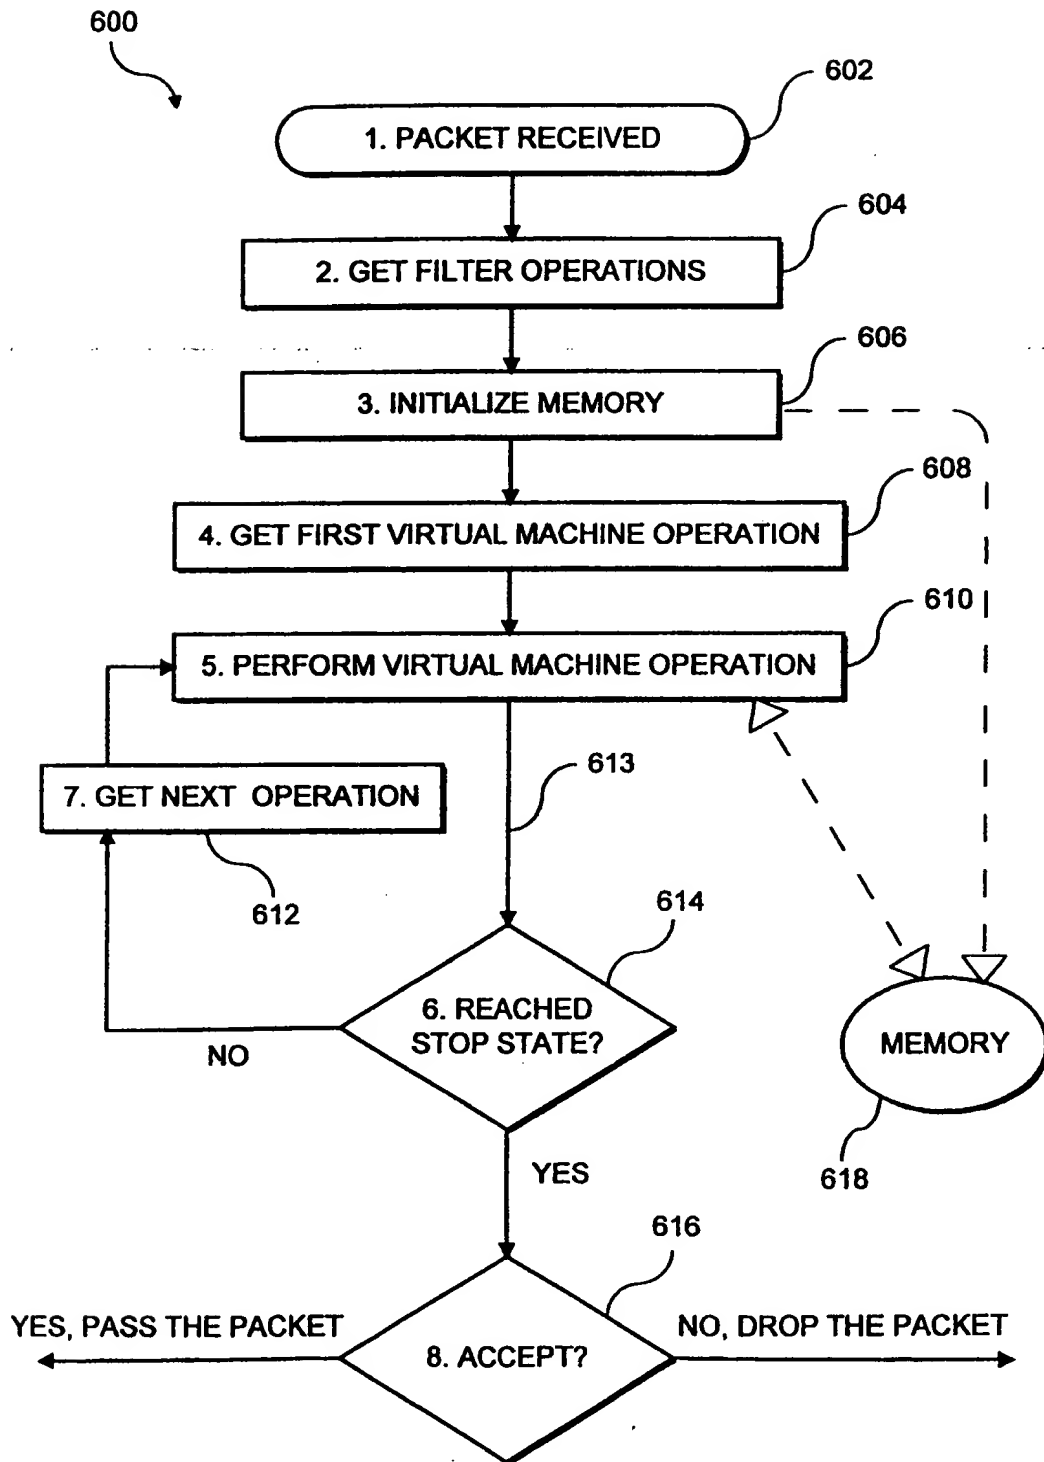 600
602
1. PACKET RECEIVED
604
2. GET FILTER OPERATIONS
606
3. INITIALIZE MEMORY
608
4. GET FIRST VIRTUAL MACHINE OPERATION
610
5. PERFORM VIRTUAL MACHINE OPERATION
613
7. GET NEXT OPERATION
612
614
6. REACHED
STOP STATE?
NO
MEMORY
618
YES
616
YES, PASS THE PACKET
NO, DROP THE PACKET
8. ACCEPT?